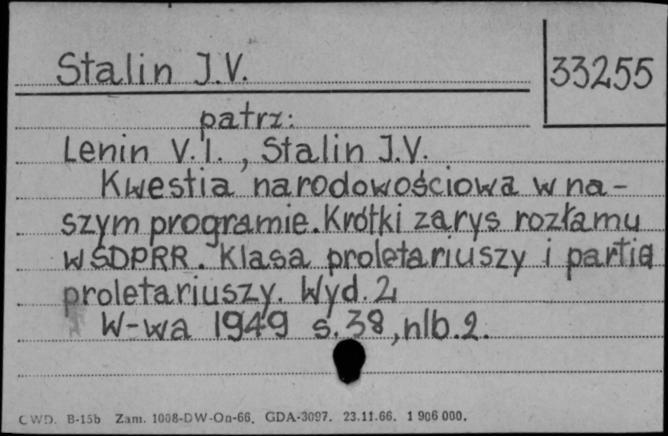 Stalin J.V.
33255
patrz:
Lenin V.I., Stalin J.V.
Kwestia narodowościowa w na-
szym programie. Krótki zarys rozłamu
w SDPRR. Klasa proletariuszy i partia
proletariuszy. Wyd. 2
W-wa 1949 s. 38, nlb. 2.
CWD. B-15b Zam. 1008-DW-On-66. GDA-3097. 23.11.66. 1 906 000.